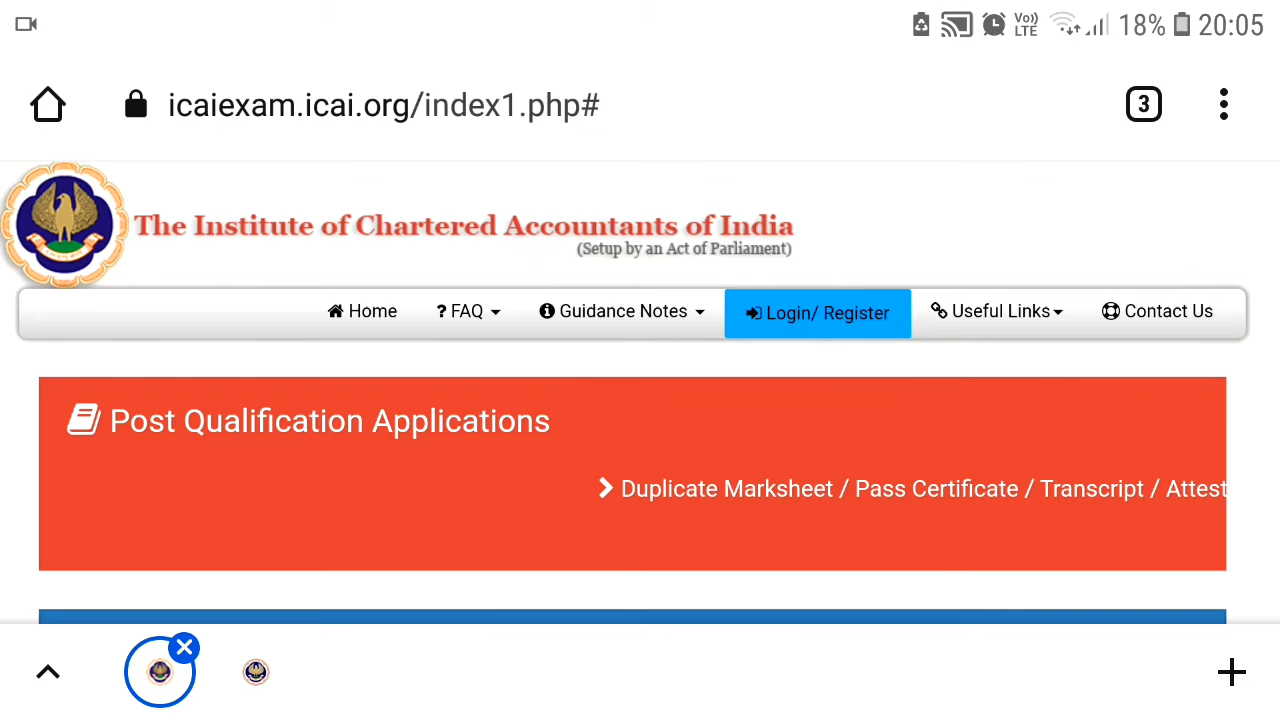 Vo)) LTE 18% 20:05
icaiexam.icai.org/index1.php#
3
The Institute of Chartered Accountants of India
(Setup by an Act of Parliament)
Home ? FAQ Guidance Notes Login/ Register Useful Links Contact Us
Post Qualification Applications
Duplicate Marksheet / Pass Certificate / Transcript / Attest